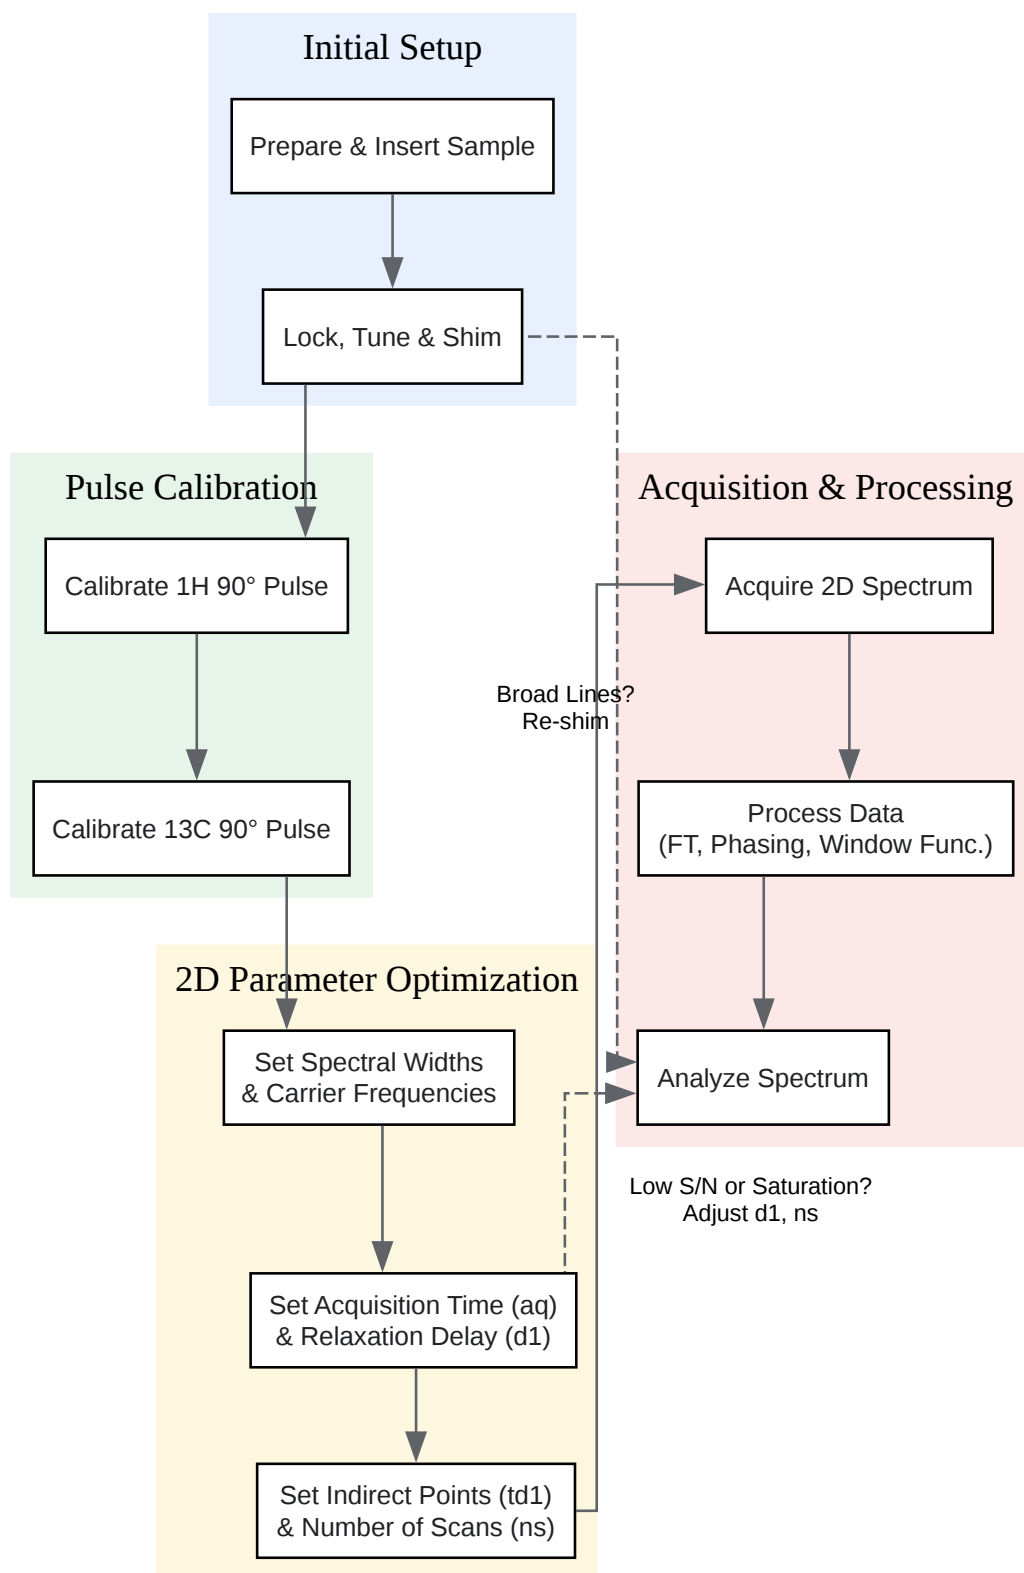 Initial Setup
Prepare & Insert Sample
Lock, Tune & Shim
Pulse Calibration
Calibrate 1H 90° Pulse
Calibrate 13C 90° Pulse
2D Parameter Optimization
Set Spectral Widths
& Carrier Frequencies
Set Acquisition Time (aq)
& Relaxation Delay (d1)
Set Indirect Points (td1)
& Number of Scans (ns)
Acquisition & Processing
Acquire 2D Spectrum
Broad Lines?
Re-shim
Process Data
(FT, Phasing, Window Func.)
Analyze Spectrum
Low S/N or Saturation?
Adjust d1, ns